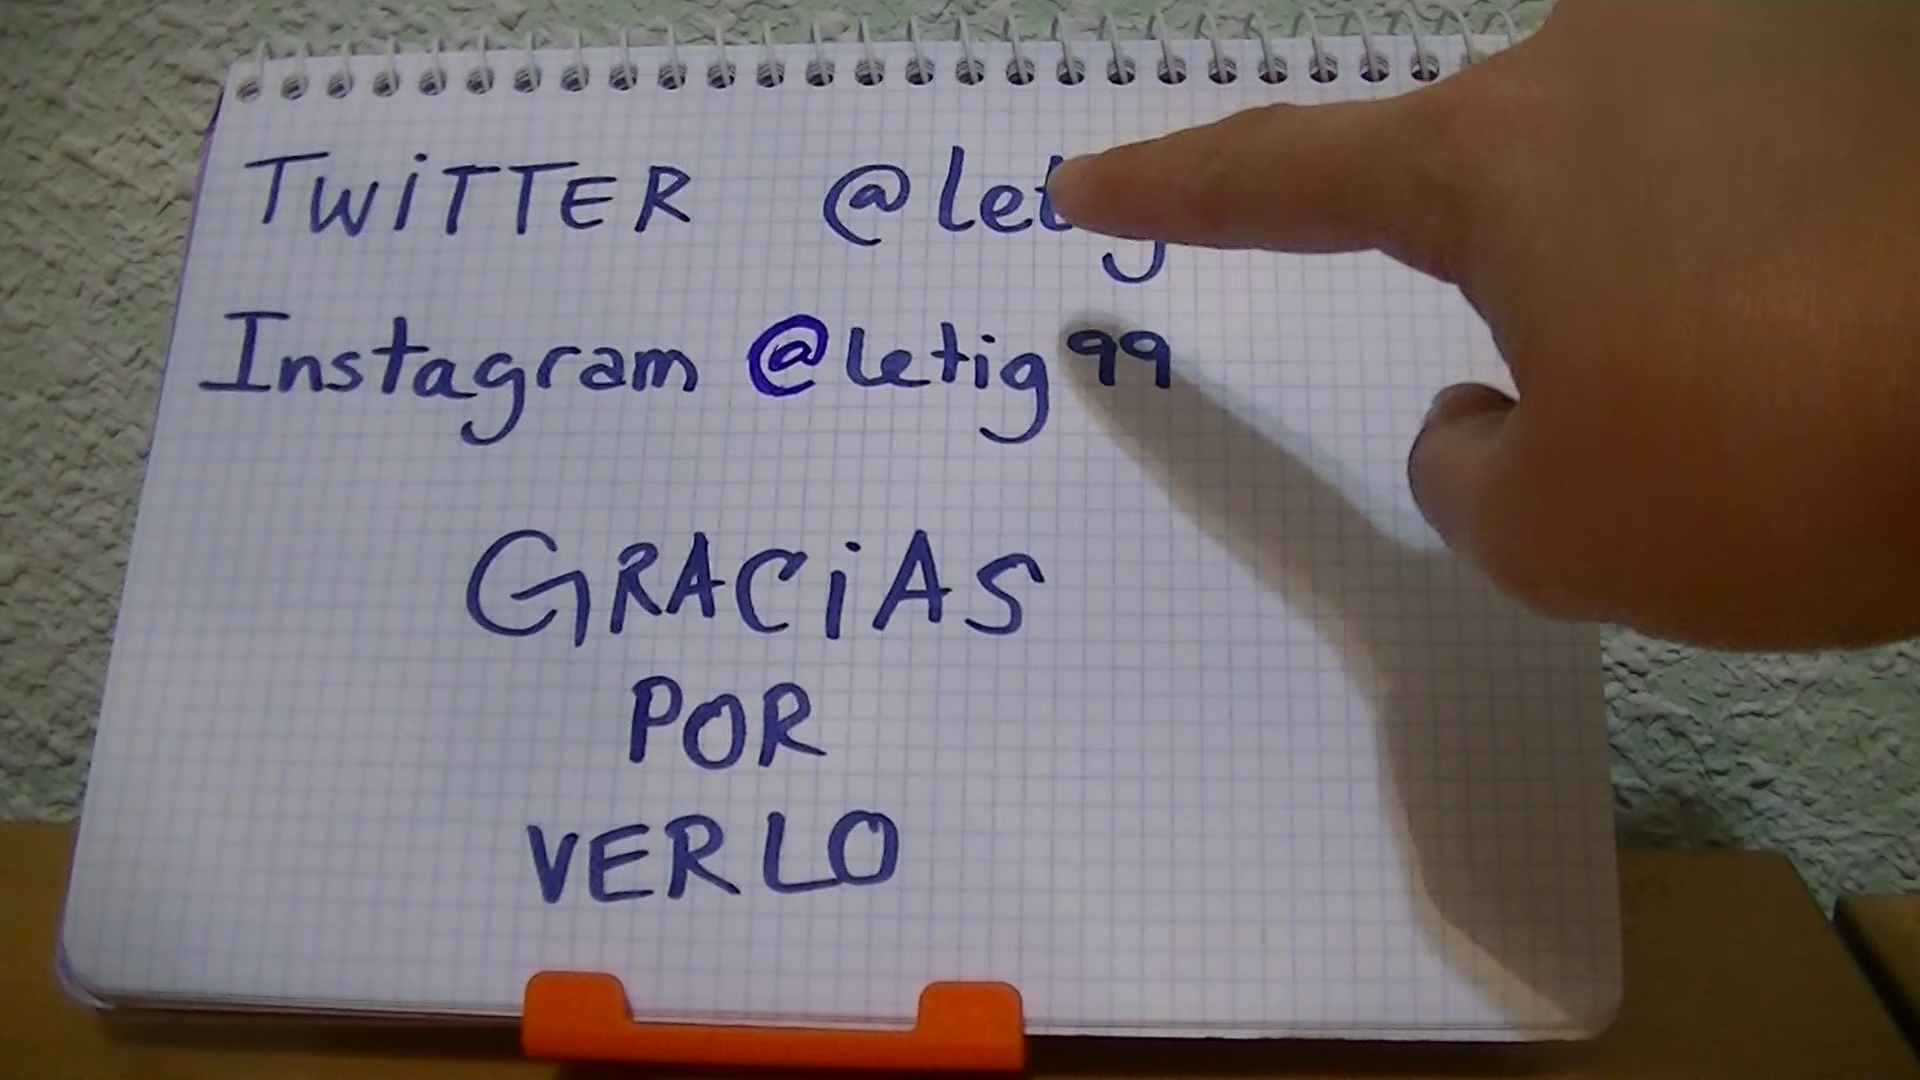 TWiTTER @let
Instagram @letig99
GRACiAS
POR
VERLO